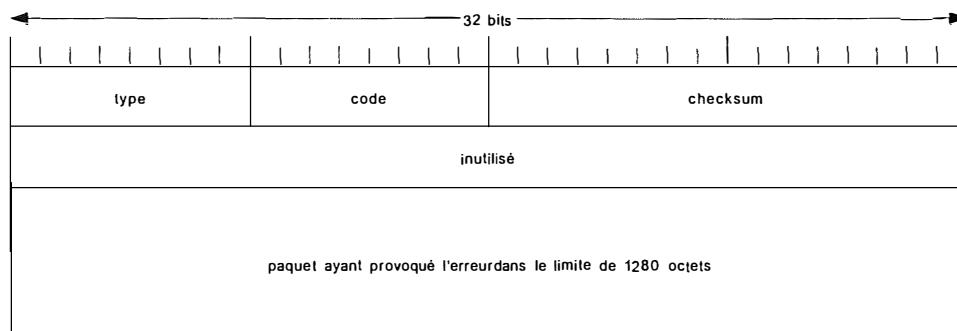 32 bits
type code checksum
inutilisé
paquet ayant provoqué l'erreurdans le limite de 1280 octets